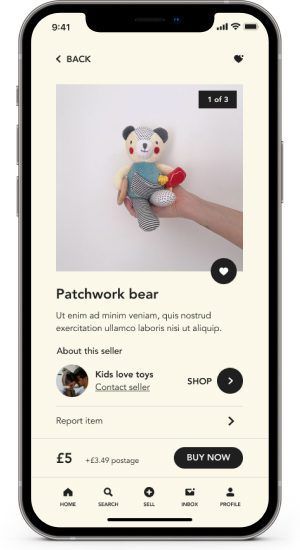 9:41
BACK
1 of 3
Patchwork bear
Ut enim ad minim veniam, quis nostrud
exercitation ullamco laboris nisi ut aliquip.
About this seller
Kids love toys
Contact seller
SHOP
Report item
£5 +£3.49 postage BUY NOW
HOME SEARCH SELL INBOX PROFILE